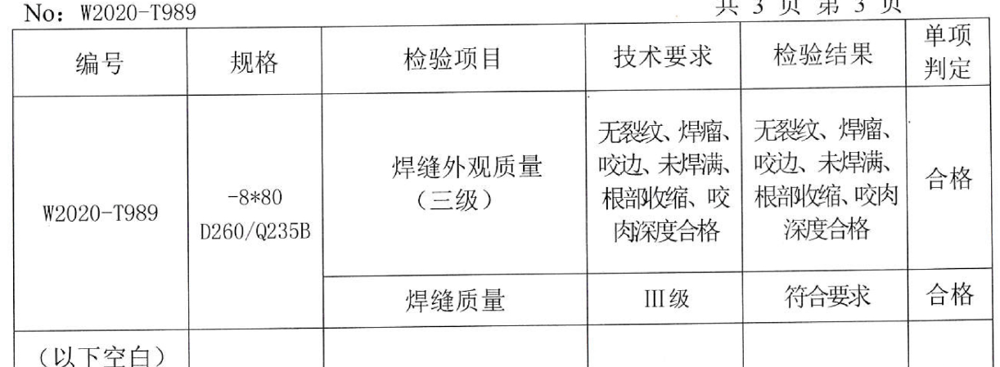 No: W2020-T989
共 3 页 第 3 页
编号 规格 检验项目 技术要求 检验结果 单项
判定
W2020-T989
-8*80
D260/Q235B
焊缝外观质量
（三级）
无裂纹、焊瘤、
咬边、未焊满、
根部收缩、咬
肉深度合格
无裂纹、焊瘤、
咬边、未焊满、
根部收缩、咬肉
深度合格
合格
焊缝质量 III级 符合要求 合格
（以下空白）